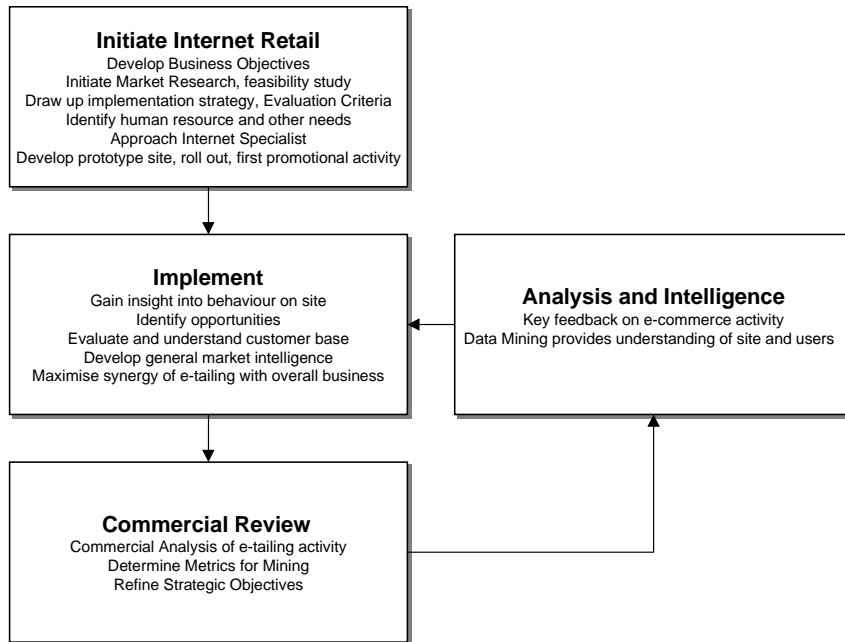 Initiate Internet Retail
Develop Business Objectives
Initiate Market Research, feasibility study
Draw up implementation strategy, Evaluation Criteria
Identify human resource and other needs
Approach Internet Specialist
Develop prototype site, roll out, first promotional activity
Implement
Gain insight into behaviour on site
Identify opportunities
Evaluate and understand customer base
Develop general market intelligence
Maximise synergy of e-tailing with overall business
Analysis and Intelligence
Key feedback on e-commerce activity
Data Mining provides understanding of site and users
Commercial Review
Commercial Analysis of e-tailing activity
Determine Metrics for Mining
Refine Strategic Objectives